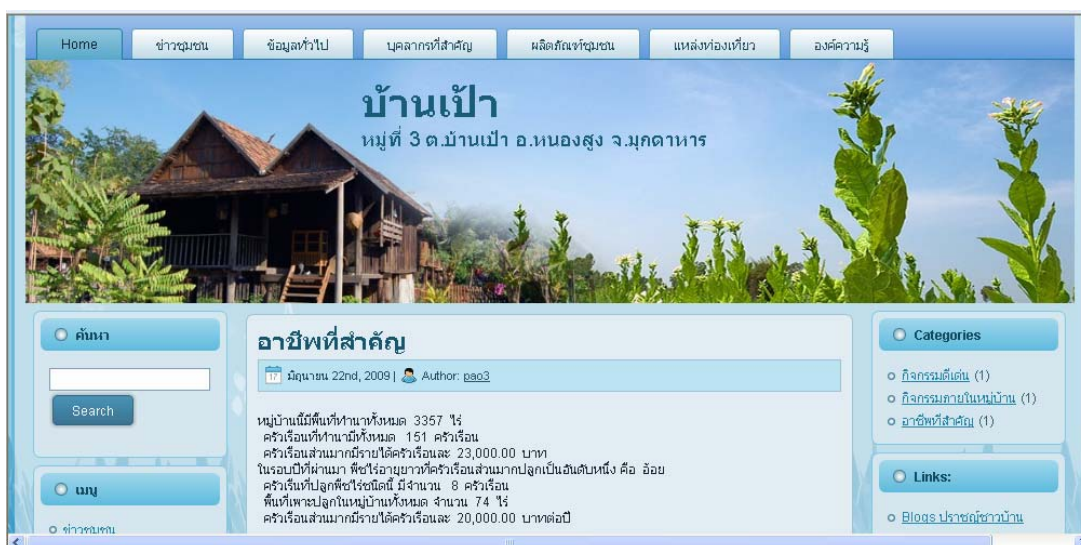 Home ข่าวชุมชน ข้อมูลทั่วไป บุคลากรที่สำคัญ ผลิตภัณฑ์ชุมชน แหล่งท่องเที่ยว องค์ความรู้
บ้านเป้า
หมู่ที่ 3 ต.บ้านเป้า อ.หนองสูง จ.มุกดาหาร
ค้นหา
Search
เมนู
ข่าวชุมชน
อาชีพที่สำคัญ
17 มิถุนายน 22nd, 2009 | Author: pao3
หมู่บ้านนี้มีพื้นที่ทำนาทั้งหมด 3357 ไร่
ครัวเรือนที่ทำนามีทั้งหมด 151 ครัวเรือน
ครัวเรือนส่วนมากมีรายได้ครัวเรือนละ 23,000.00 บาท
ในรอบปีที่ผ่านมา พืชไร่อายุยาวที่ครัวเรือนส่วนมากปลูกเป็นอันดับหนึ่ง คือ อ้อย
ครัวเรือนที่ปลูกพืชไร่ชนิดนี้ มีจำนวน 8 ครัวเรือน
พื้นที่เพาะปลูกในหมู่บ้านทั้งหมด จำนวน 74 ไร่
ครัวเรือนส่วนมากมีรายได้ครัวเรือนละ 20,000.00 บาทต่อปี
Categories
กิจกรรมดีเด่น (1)
กิจกรรมภายในหมู่บ้าน (1)
อาชีพที่สำคัญ (1)
Links:
Blogs ปราชญ์ชาวบ้าน